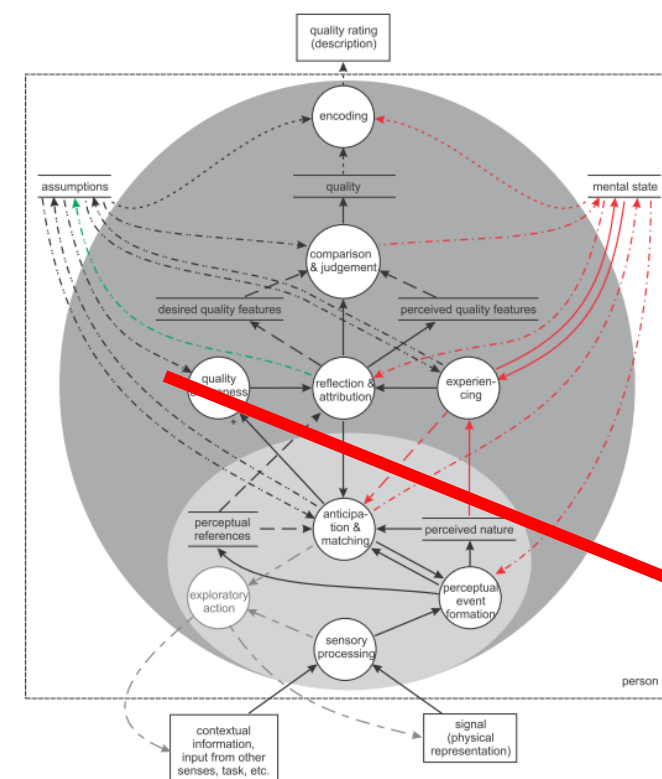 quality rating
(description)
encoding
assumptions
quality
mental state
comparison
& judgement
desired quality features
perceived quality features
quality
reflection &
attribution
experien-
cing
+
anticipa-
tion &
matching
perceptual
references
perceived nature
exploratory
action
perceptual
event
formation
sensory
processing
person
contextual
information,
input from other
senses, task, etc.
signal
(physical
representation)